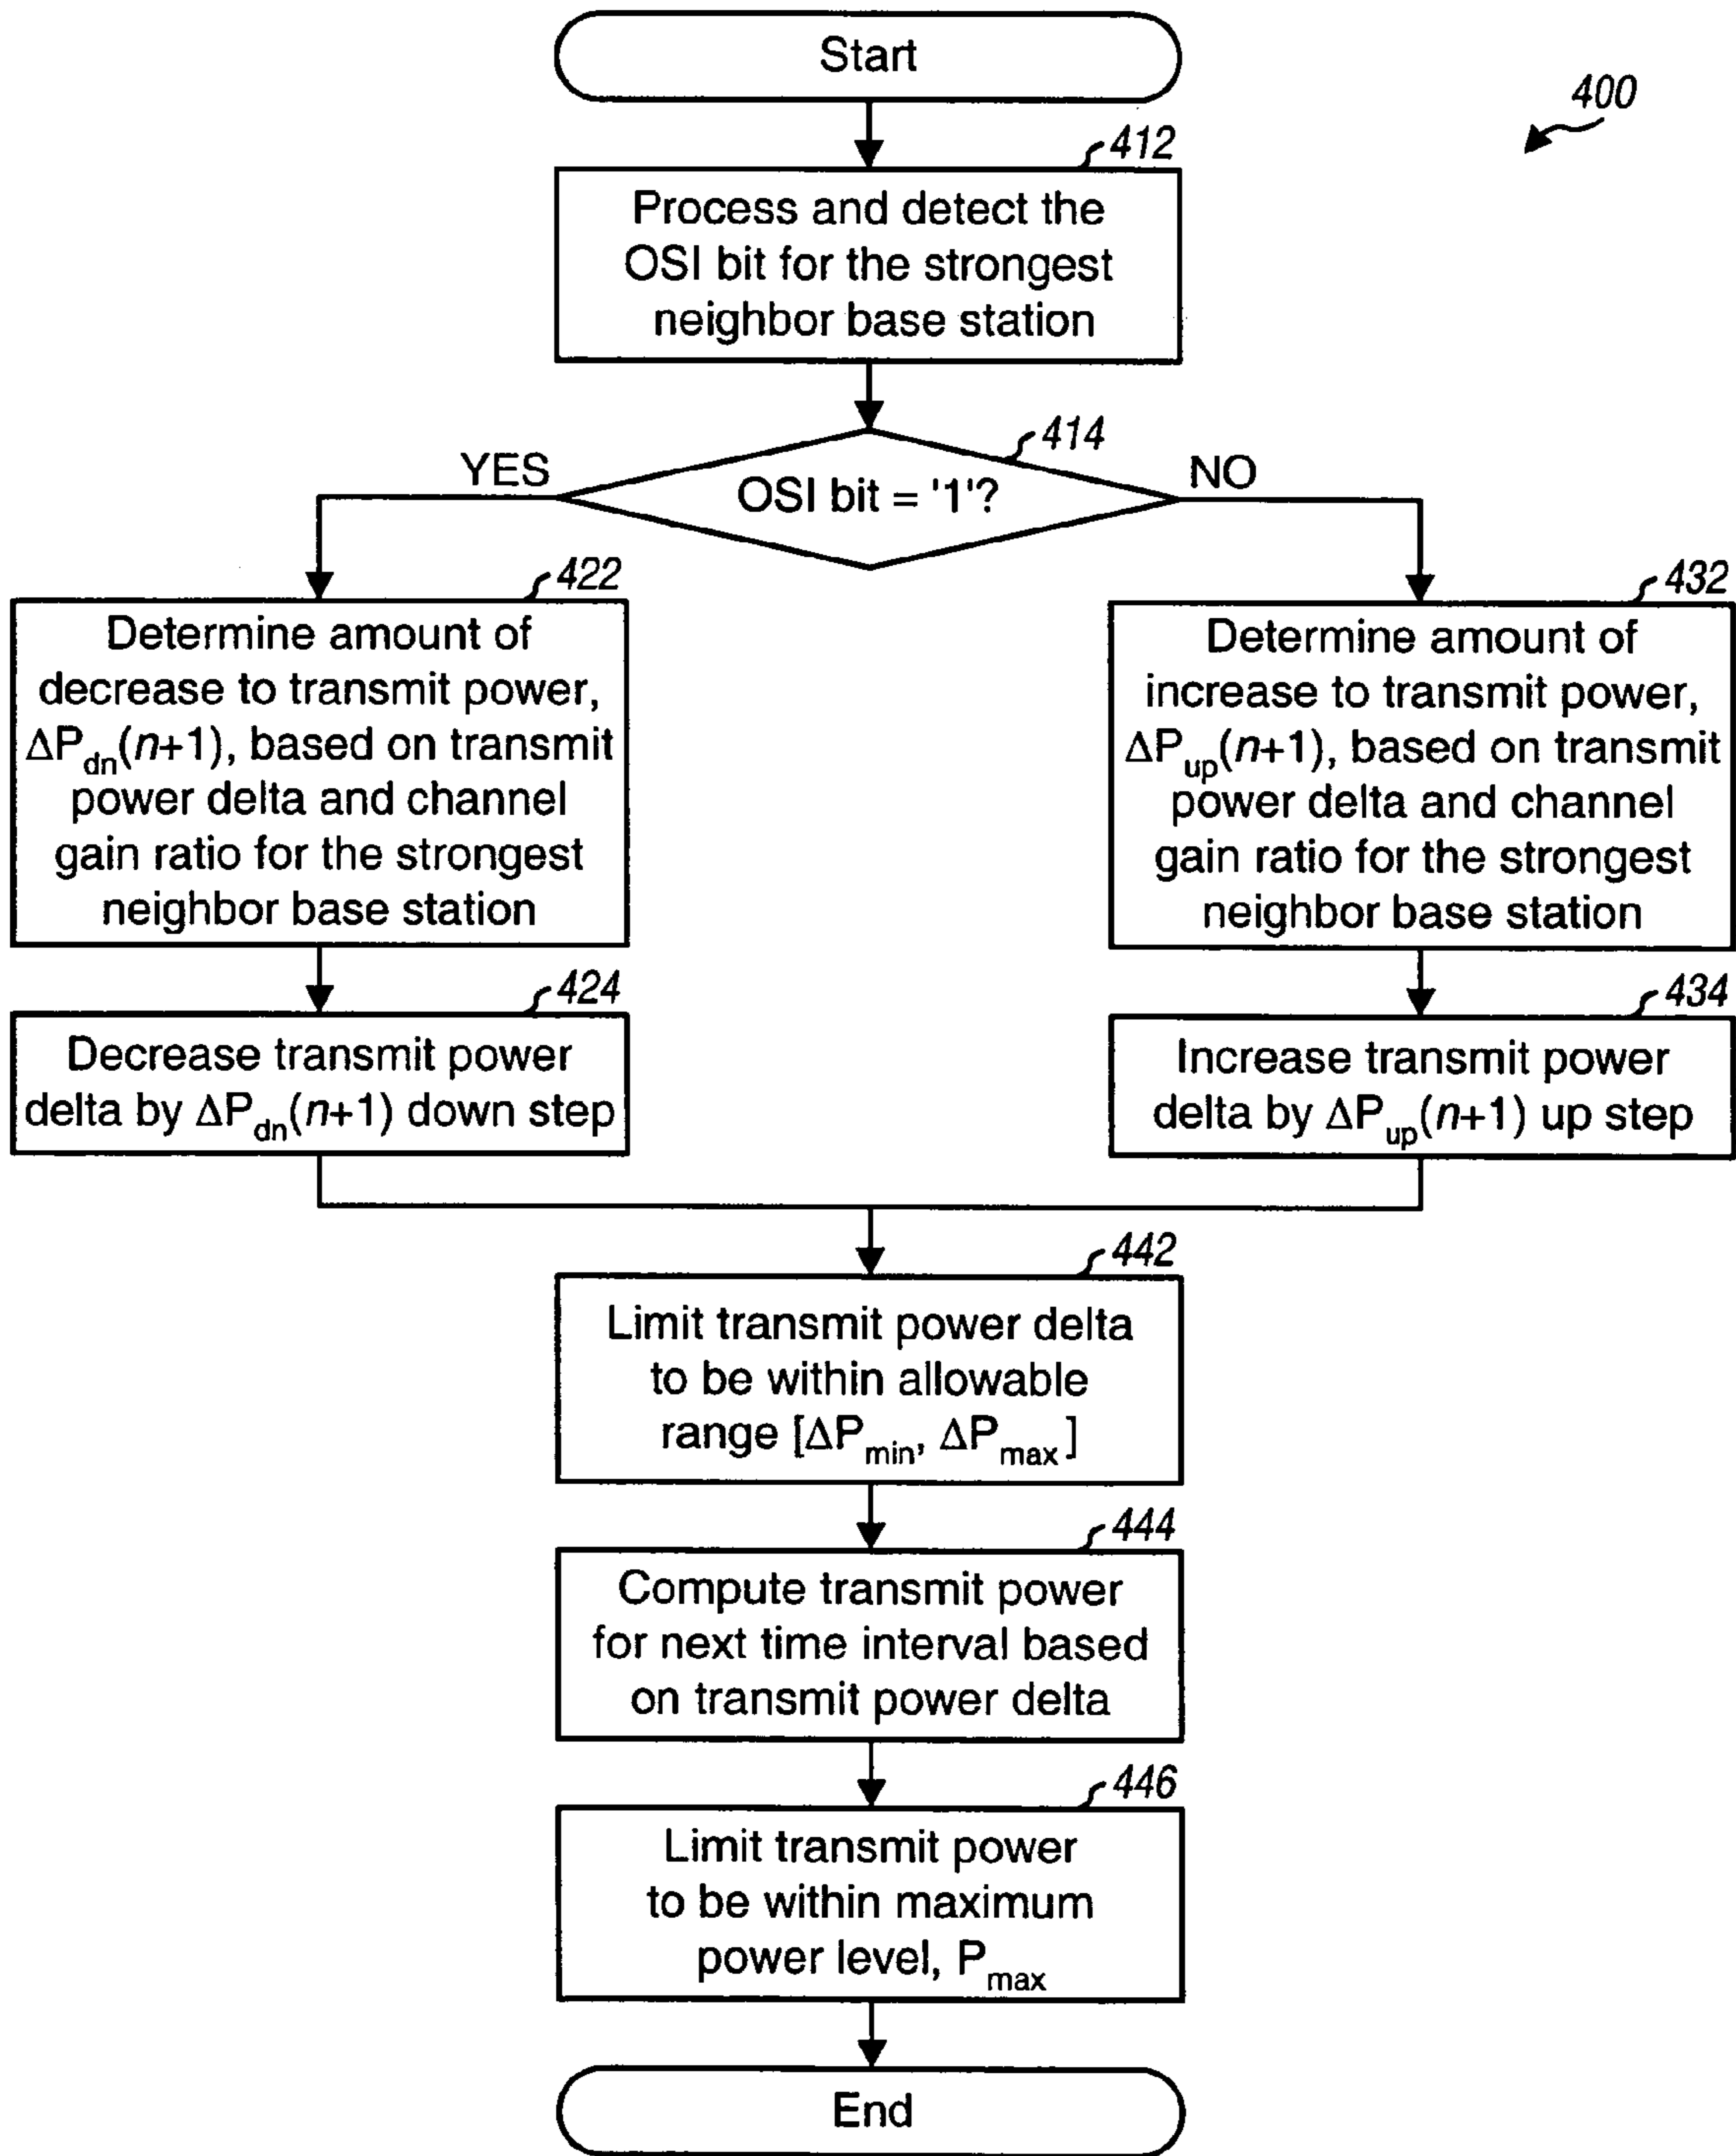 Start
400
412
Process and detect the
OSI bit for the strongest
neighbor base station
414
YES
OSI bit = '1'?
NO
422
Determine amount of
decrease to transmit power,
ΔPdn(n+1), based on transmit
power delta and channel
gain ratio for the strongest
neighbor base station
432
Determine amount of
increase to transmit power,
ΔPup(n+1), based on transmit
power delta and channel
gain ratio for the strongest
neighbor base station
424
Decrease transmit power
delta by ΔPdn(n+1) down step
434
Increase transmit power
delta by ΔPup(n+1) up step
442
Limit transmit power delta
to be within allowable
range [ΔPmin, ΔPmax]
444
Compute transmit power
for next time interval based
on transmit power delta
446
Limit transmit power
to be within maximum
power level, Pmax
End